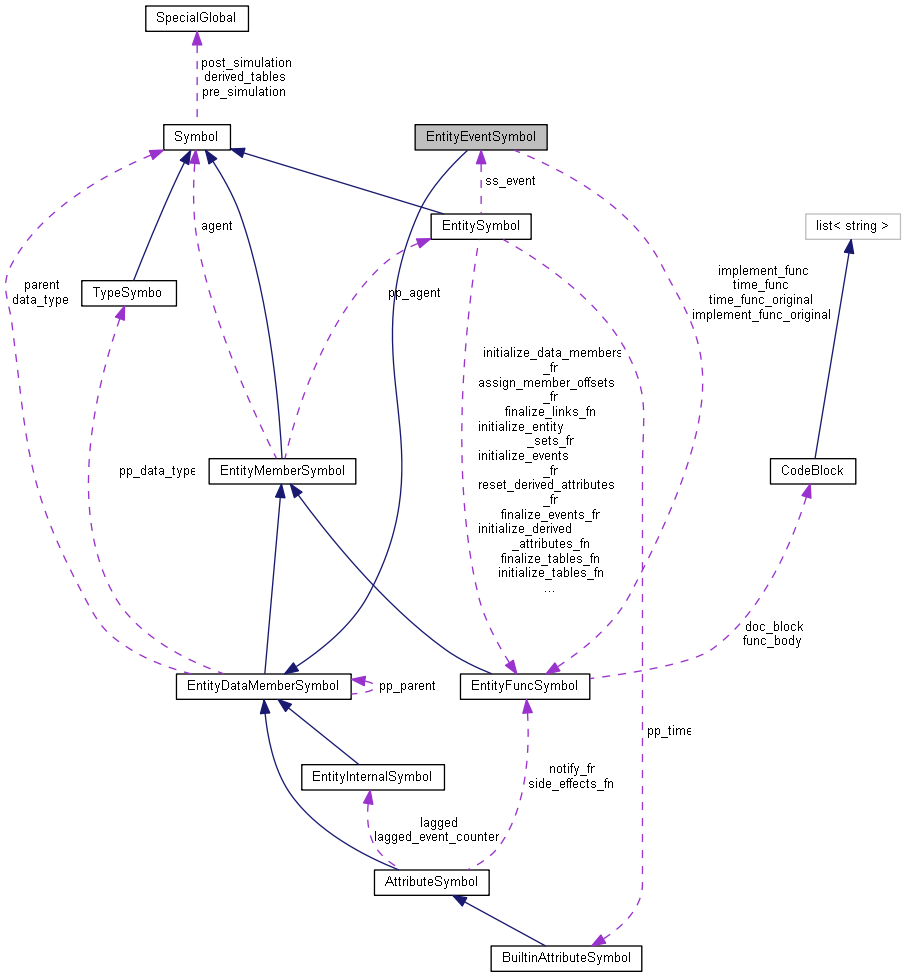 SpecialGlobal
post_simulation
derived_tables
pre_simulation
Symbol
EntityEventSymbol
ss_event
agent
EntitySymbol
list< string >
parent
data_type
TypeSymbo
pp_agent
implement_func
time_func
time_func_original
implement_func_original
initialize_data_members
_fr
assign_member_offsets
_fr
finalize_links_fn
initialize_entity
_sets_fr
initialize_events
_fr
reset_derived_attributes
_fr
finalize_events_fr
initialize_derived
_attributes_fn
finalize_tables_fn
initialize_tables_fn
...
pp_data_type
EntityMemberSymbol
CodeBlock
doc_block
func_body
EntityDataMemberSymbol
pp_parent
EntityFuncSymbol
pp_time
EntityInternalSymbol
notify_fr
side_effects_fn
lagged
lagged_event_counter
AttributeSymbol
BuiltinAttributeSymbol